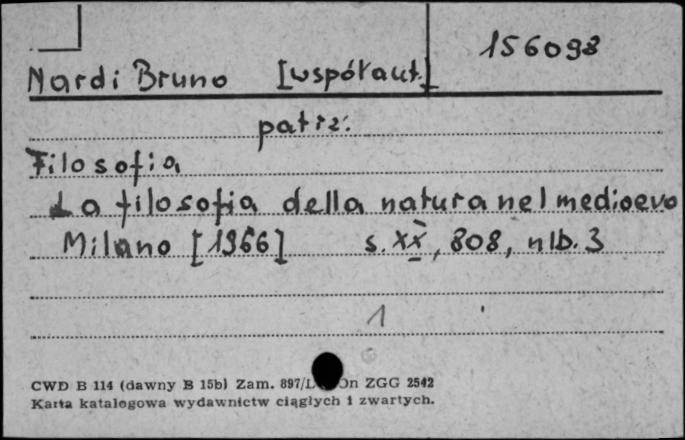 156098
Nardi Bruno [współaut.]
patrz:
Filosofia
La filosofia della natura nel medioevo
Milano [1966] s. XX, 808, nlb. 3
1
CWD B 114 (dawny B 15b) Zam. 897/L On ZGG 2542
Karta katalogowa wydawnictw ciągłych i zwartych.